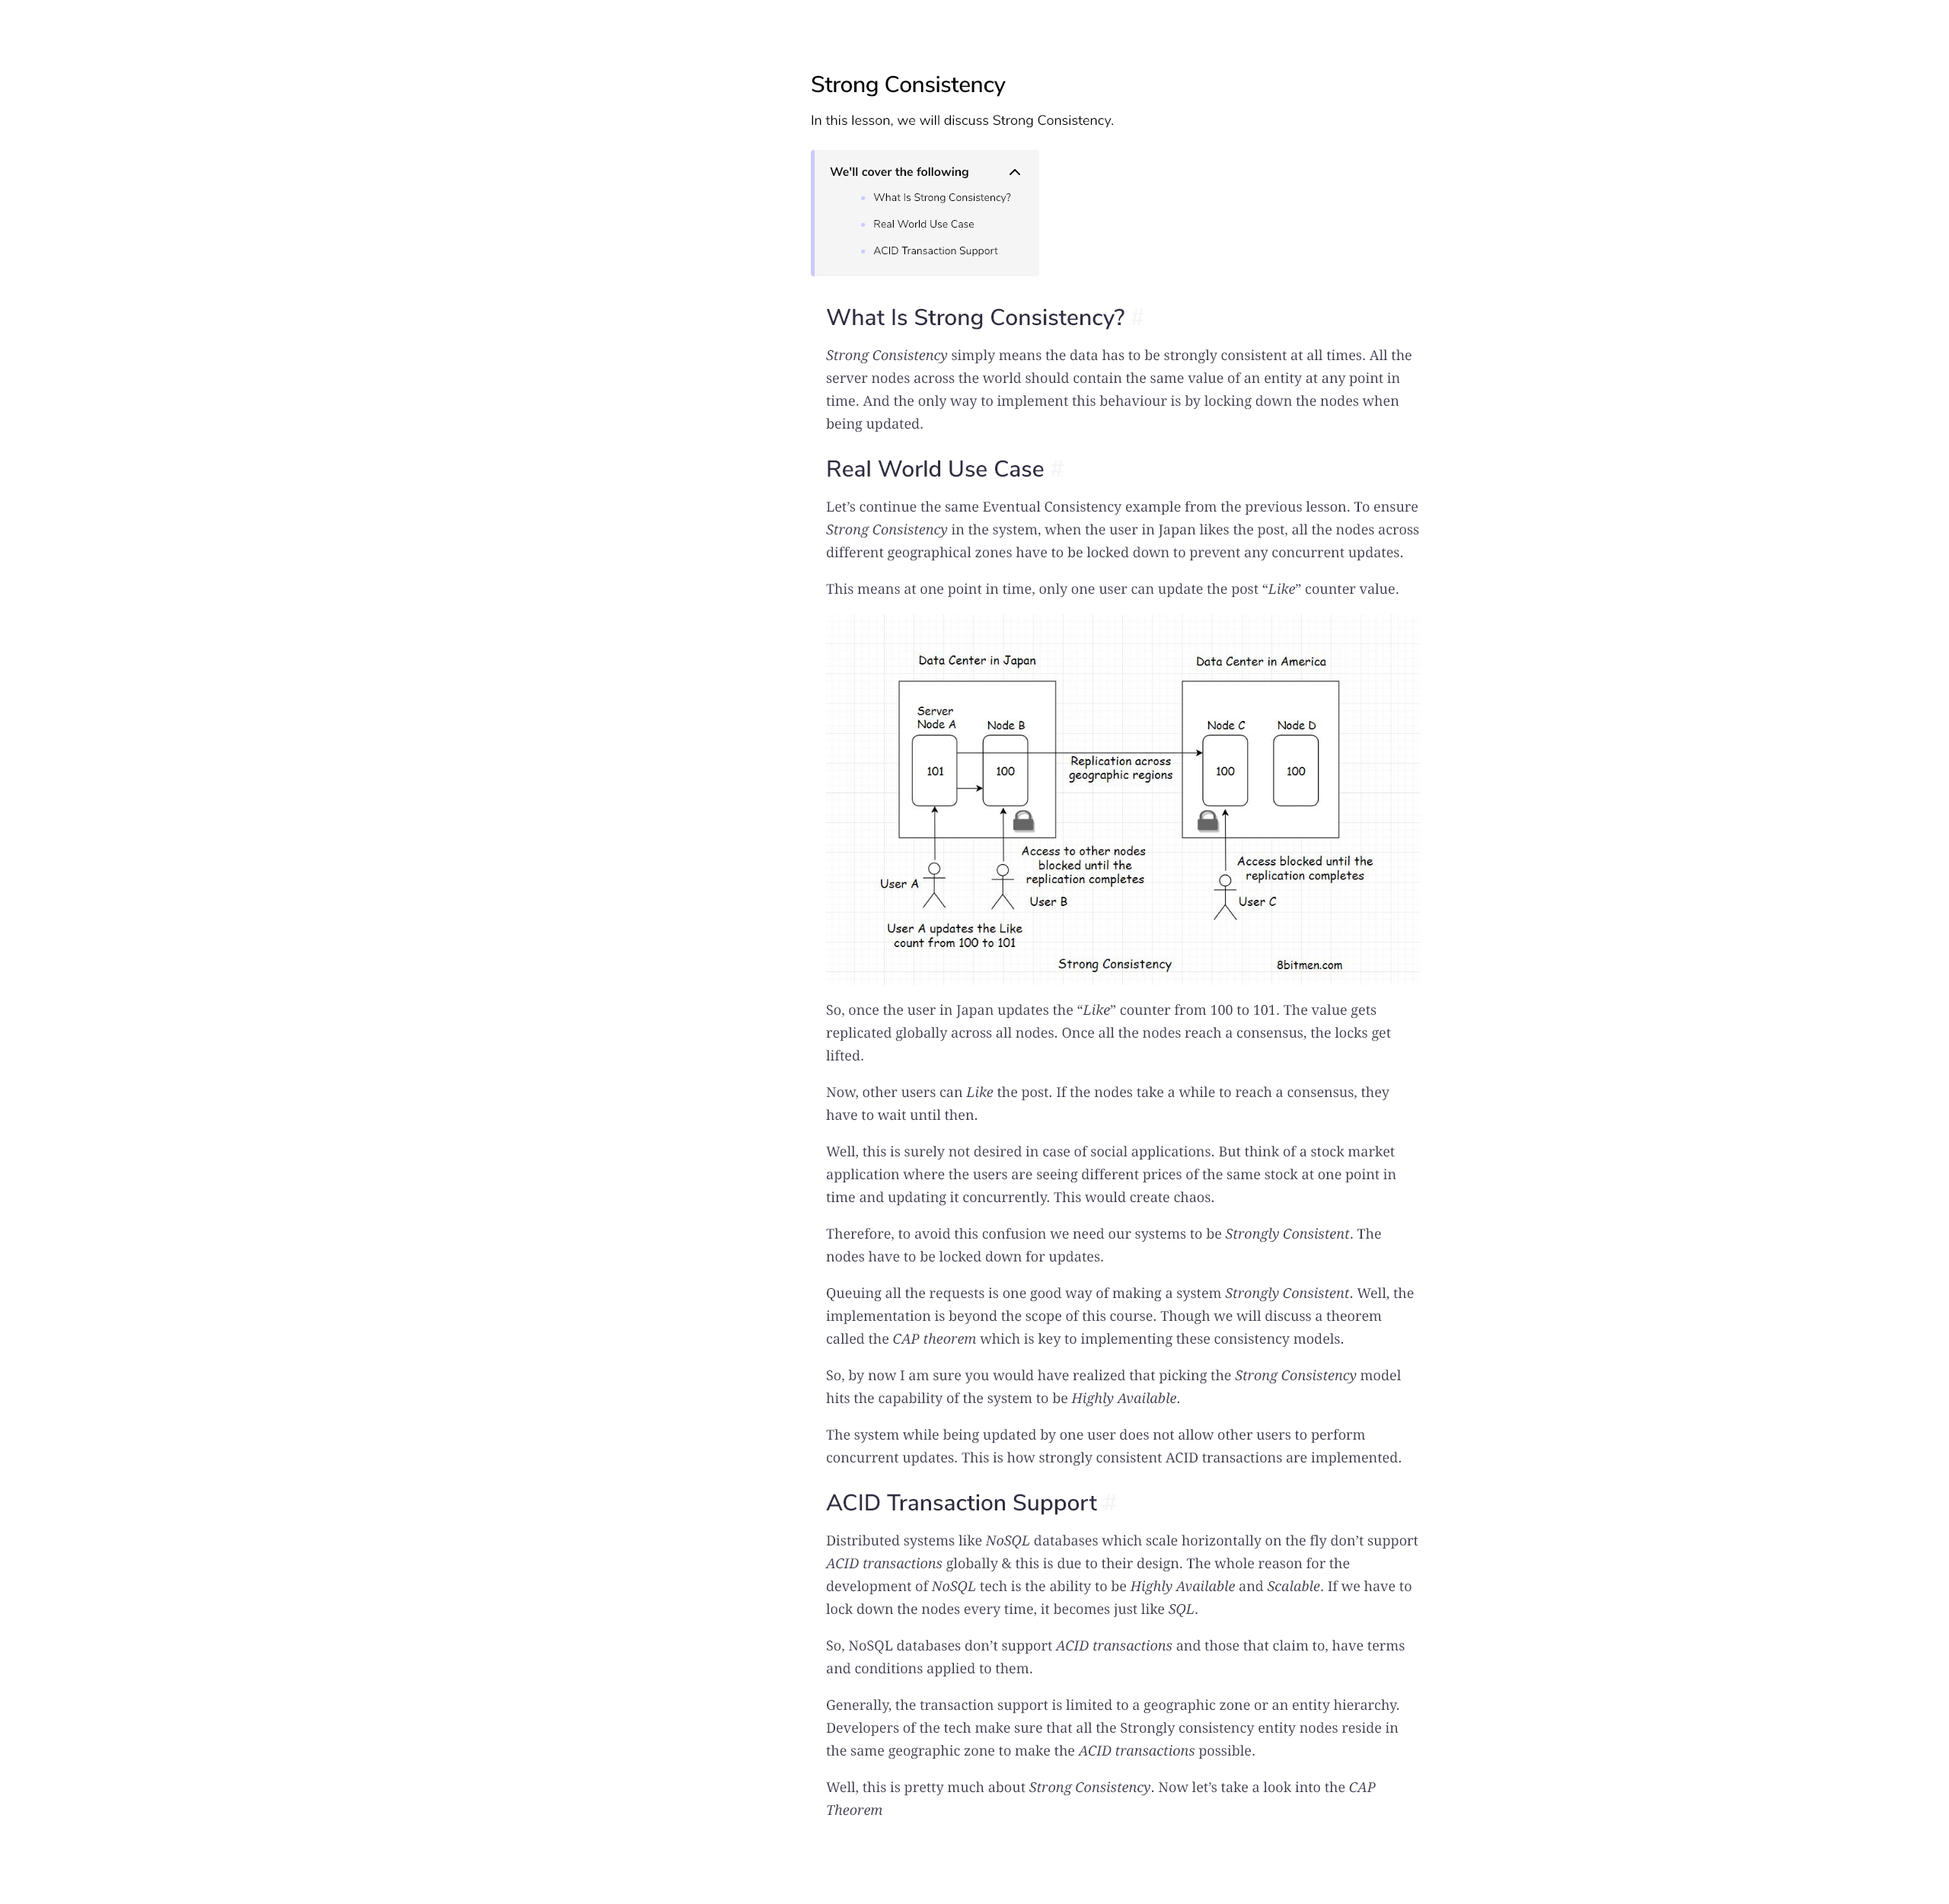 Strong Consistency
In this lesson, we will discuss Strong Consistency.
We'll cover the following
What Is Strong Consistency?
Real World Use Case
ACID Transaction Support
What Is Strong Consistency? #
Strong Consistency simply means the data has to be strongly consistent at all times. All the
server nodes across the world should contain the same value of an entity at any point in
time. And the only way to implement this behaviour is by locking down the nodes when
being updated.
Real World Use Case #
Let’s continue the same Eventual Consistency example from the previous lesson. To ensure
Strong Consistency in the system, when the user in Japan likes the post, all the nodes across
different geographical zones have to be locked down to prevent any concurrent updates.
This means at one point in time, only one user can update the post “Like” counter value.
Data Center in Japan
Data Center in America
Server
Node A
Node B
Node C
Node D
101
100
100
100
Replication across
geographic regions
Access to other nodes
blocked until the
replication completes
Access blocked until the
replication completes
User A
User B
User C
User A updates the Like
count from 100 to 101
Strong Consistency
8bitmen.com
So, once the user in Japan updates the “Like” counter from 100 to 101. The value gets
replicated globally across all nodes. Once all the nodes reach a consensus, the locks get
lifted.
Now, other users can Like the post. If the nodes take a while to reach a consensus, they
have to wait until then.
Well, this is surely not desired in case of social applications. But think of a stock market
application where the users are seeing different prices of the same stock at one point in
time and updating it concurrently. This would create chaos.
Therefore, to avoid this confusion we need our systems to be Strongly Consistent. The
nodes have to be locked down for updates.
Queuing all the requests is one good way of making a system Strongly Consistent. Well, the
implementation is beyond the scope of this course. Though we will discuss a theorem
called the CAP theorem which is key to implementing these consistency models.
So, by now I am sure you would have realized that picking the Strong Consistency model
hits the capability of the system to be Highly Available.
The system while being updated by one user does not allow other users to perform
concurrent updates. This is how strongly consistent ACID transactions are implemented.
ACID Transaction Support #
Distributed systems like NoSQL databases which scale horizontally on the fly don’t support
ACID transactions globally & this is due to their design. The whole reason for the
development of NoSQL tech is the ability to be Highly Available and Scalable. If we have to
lock down the nodes every time, it becomes just like SQL.
So, NoSQL databases don’t support ACID transactions and those that claim to, have terms
and conditions applied to them.
Generally, the transaction support is limited to a geographic zone or an entity hierarchy.
Developers of the tech make sure that all the Strongly consistency entity nodes reside in
the same geographic zone to make the ACID transactions possible.
Well, this is pretty much about Strong Consistency. Now let’s take a look into the CAP
Theorem